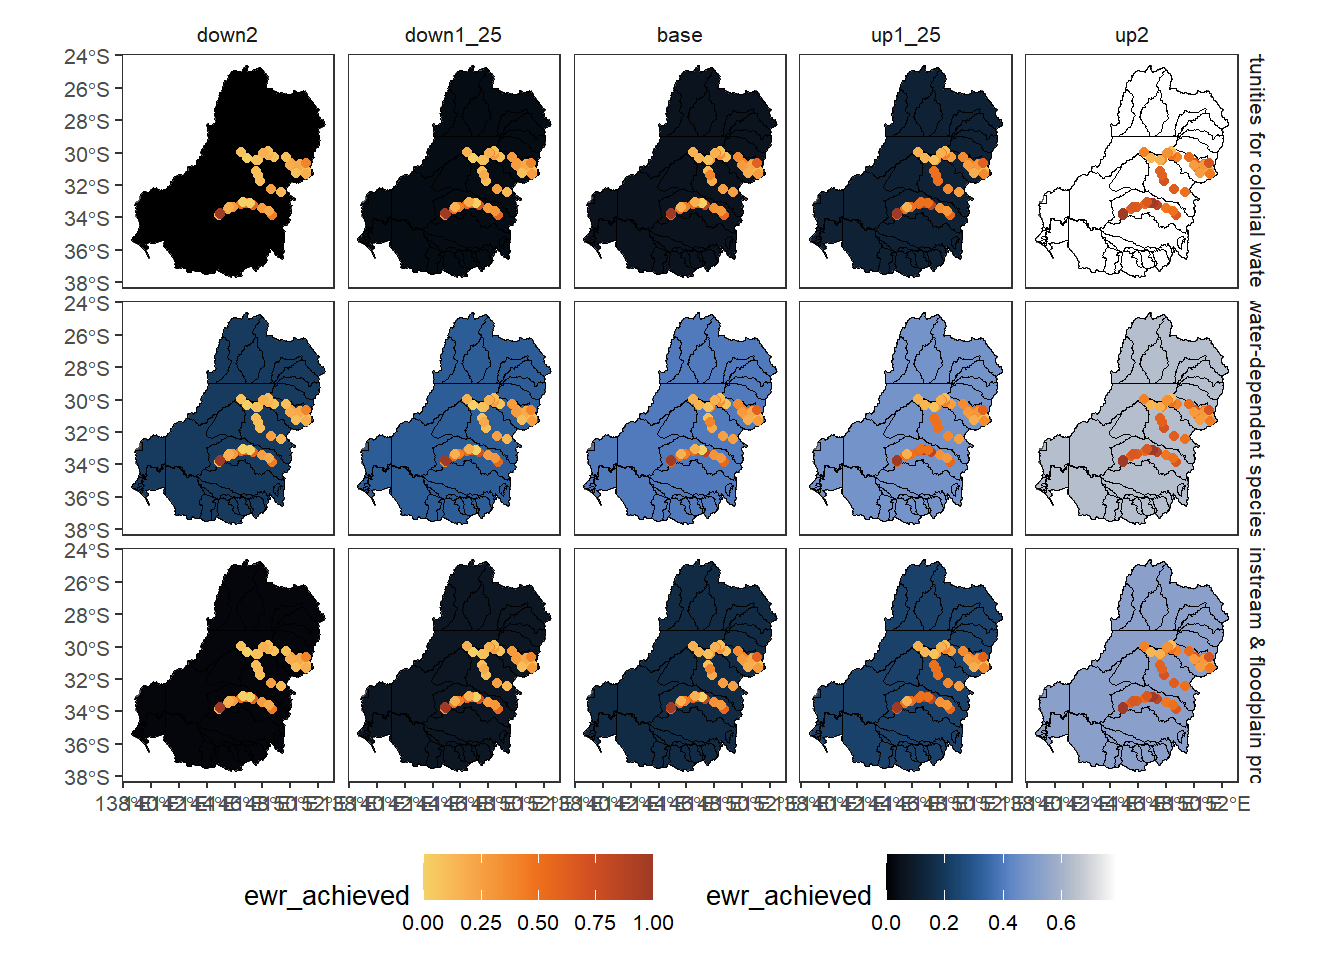 down2 down1_25 base up1_25 up2
24°S
26°S
28°S
30°S
32°S
34°S
36°S
38°S
tunities for colonial wate
24°S
26°S
28°S
30°S
32°S
34°S
36°S
38°S
water-dependent species
24°S
26°S
28°S
30°S
32°S
34°S
36°S
38°S
instream & floodplain prc
ewr_achieved
0.00 0.25 0.50 0.75 1.00
ewr_achieved
0.0 0.2 0.4 0.6